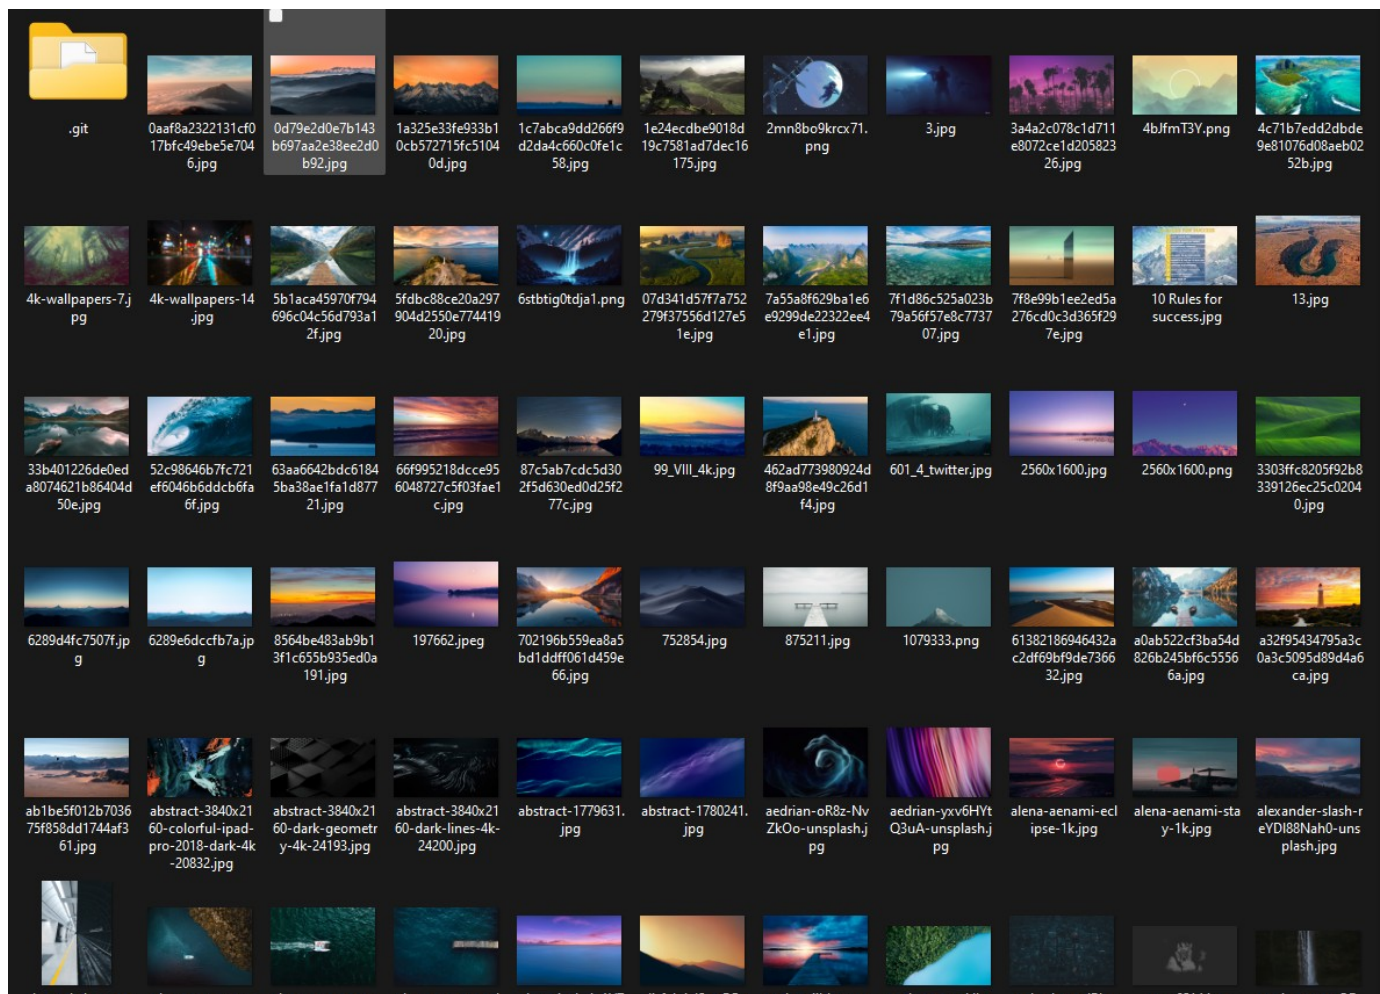 .git
0aaf8a2322131cf0
17bfc49ebe5e704
6.jpg
0d79e2d0e7b143
b697aa2e38ee2d0
b92.jpg
1a325e33fe933b1
0cb572715fc5104
0d.jpg
1c7abca9dd266f9
d2da4c660c0fe1c
58.jpg
1e24ecdbe9018d
19c7581ad7dec16
175.jpg
2mn8bo9krcx71.
png
3.jpg
3a4a2c078c1d711
e8072ce1d205823
26.jpg
4bJfmT3Y.png
4c71b7edd2dbde
9e81076d08aeb02
52b.jpg
4k-wallpapers-7.j
pg
4k-wallpapers-14
.jpg
5b1aca45970f794
696c04c56d793a1
2f.jpg
5fdbc88ce20a297
904d2550e774419
20.jpg
6stbtig0tdja1.png
07d341d57f7a752
279f37556d127e5
1e.jpg
7a55a8f629ba1e6
e9299de22322ee4
e1.jpg
7f1d86c525a023b
79a56f57e8c7737
07.jpg
7f8e99b1ee2ed5a
276cd0c3d365f29
7e.jpg
10 Rules for
success.jpg
13.jpg
33b401226de0ed
a8074621b86404d
50e.jpg
52c98646b7fc721
ef6046b6ddcb6fa
6f.jpg
63aa6642bdc6184
5ba38ae1fa1d877
21.jpg
66f995218dcce95
6048727c5f03fae1
c.jpg
87c5ab7cdc5d30
2f5d630ed0d25f2
77c.jpg
99_VIII_4k.jpg
462ad773980924d
8f9aa98e49c26d1
f4.jpg
601_4_twitter.jpg
2560x1600.jpg
2560x1600.png
3303ffc8205f92b8
339126ec25c0204
0.jpg
6289d4fc7507f.jp
g
6289e6dccfb7a.jp
g
8564be483ab9b1
3f1c655b935ed0a
191.jpg
197662.jpeg
702196b559ea8a5
bd1ddff061d459e
66.jpg
752854.jpg
875211.jpg
1079333.png
61382186946432a
c2df69bf9de7366
32.jpg
a0ab522cf3ba54d
826b245bf6c5556
6a.jpg
a32f95434795a3c
0a3c5095d89d4a6
ca.jpg
ab1be5f012b7036
75f858dd1744af3
61.jpg
abstract-3840x21
60-colorful-ipad-
pro-2018-dark-4k
-20832.jpg
abstract-3840x21
60-dark-geometr
y-4k-24193.jpg
abstract-3840x21
60-dark-lines-4k-
24200.jpg
abstract-1779631.
jpg
abstract-1780241.
jpg
aedrian-oR8z-Nv
ZkOo-unsplash.j
pg
aedrian-yxv6HYt
Q3uA-unsplash.j
pg
alena-aenami-ecl
ipse-1k.jpg
alena-aenami-sta
y-1k.jpg
alexander-slash-r
eYDI88Nah0-uns
plash.jpg